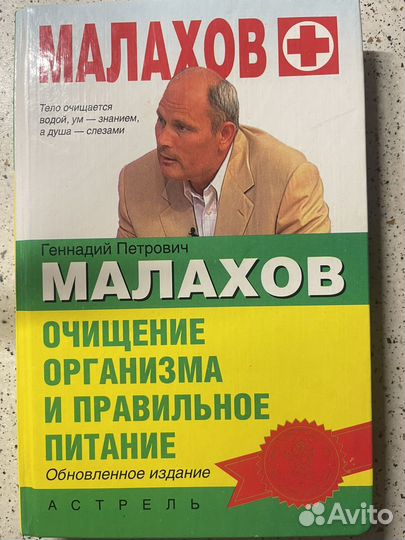 МАЛАХОВ
Тело очищается
водой, ум — знанием,
а душа — слезами
Геннадий Петрович
МАЛАХОВ
ОЧИЩЕНИЕ
ОРГАНИЗМА
И ПРАВИЛЬНОЕ
ПИТАНИЕ
Обновленное издание
АСТРЕЛЬ
Avito